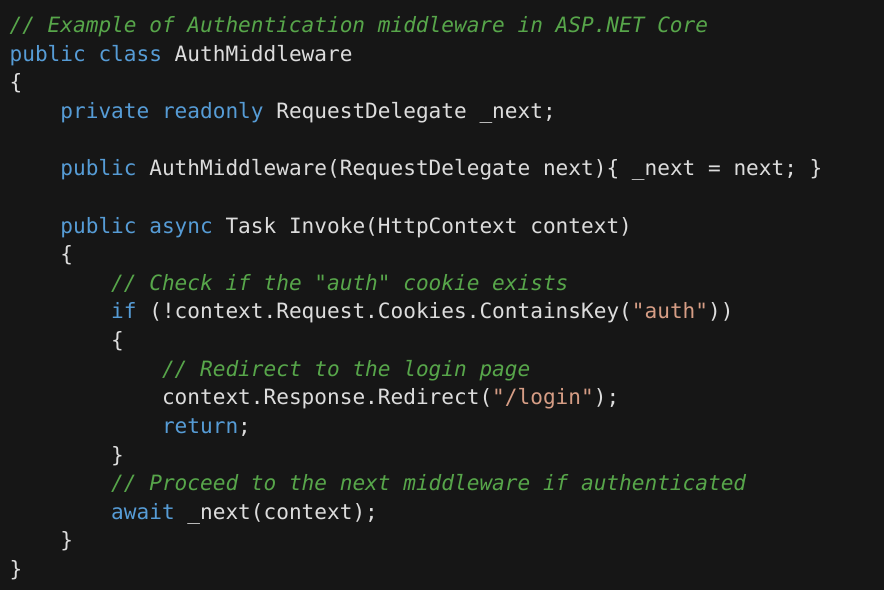 // Example of Authentication middleware in ASP.NET Core
public class AuthMiddleware
{
    private readonly RequestDelegate _next;

    public AuthMiddleware(RequestDelegate next){ _next = next; }

    public async Task Invoke(HttpContext context)
    {
        // Check if the "auth" cookie exists
        if (!context.Request.Cookies.ContainsKey("auth"))
        {
            // Redirect to the login page
            context.Response.Redirect("/login");
            return;
        }
        // Proceed to the next middleware if authenticated
        await _next(context);
    }
}